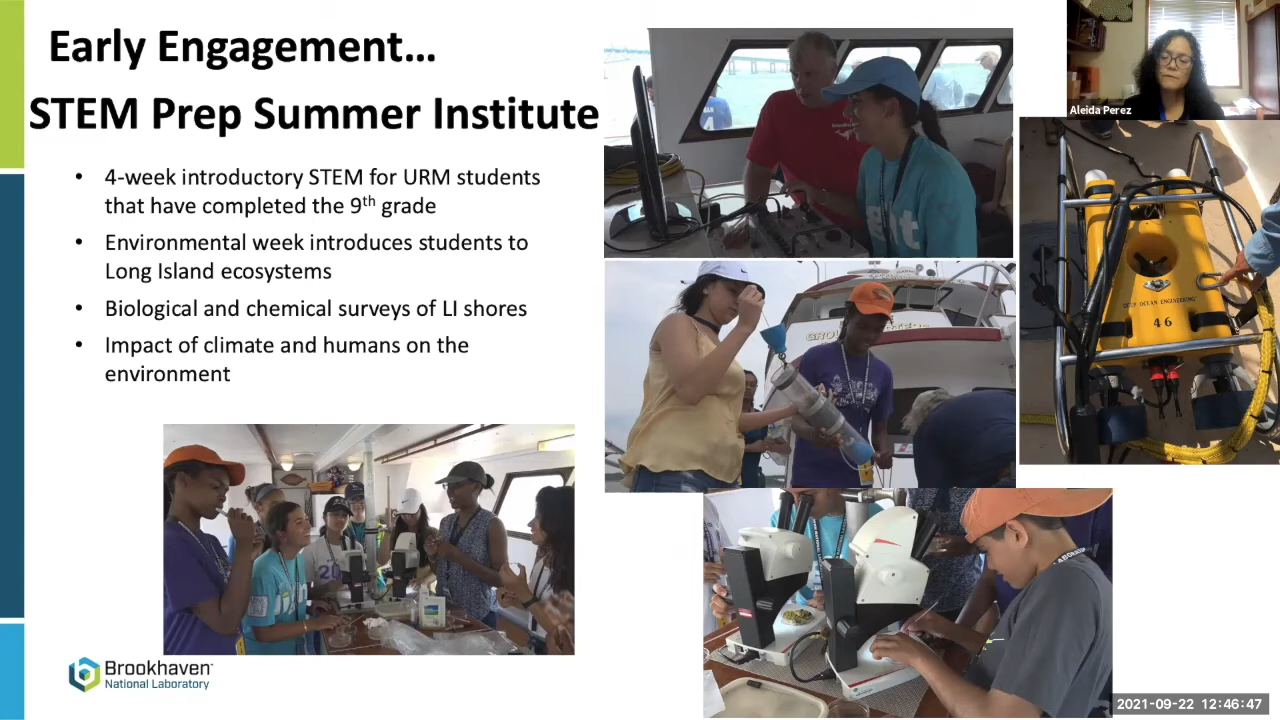 Early Engagement…
STEM Prep Summer Institute
• 4-week introductory STEM for URM students
that have completed the 9th grade
• Environmental week introduces students to
Long Island ecosystems
• Biological and chemical surveys of LI shores
• Impact of climate and humans on the
environment
Aleida Perez
OCEAN ENGINEERING
46
Brookhaven
National Laboratory
2021-09-22 12:46:47